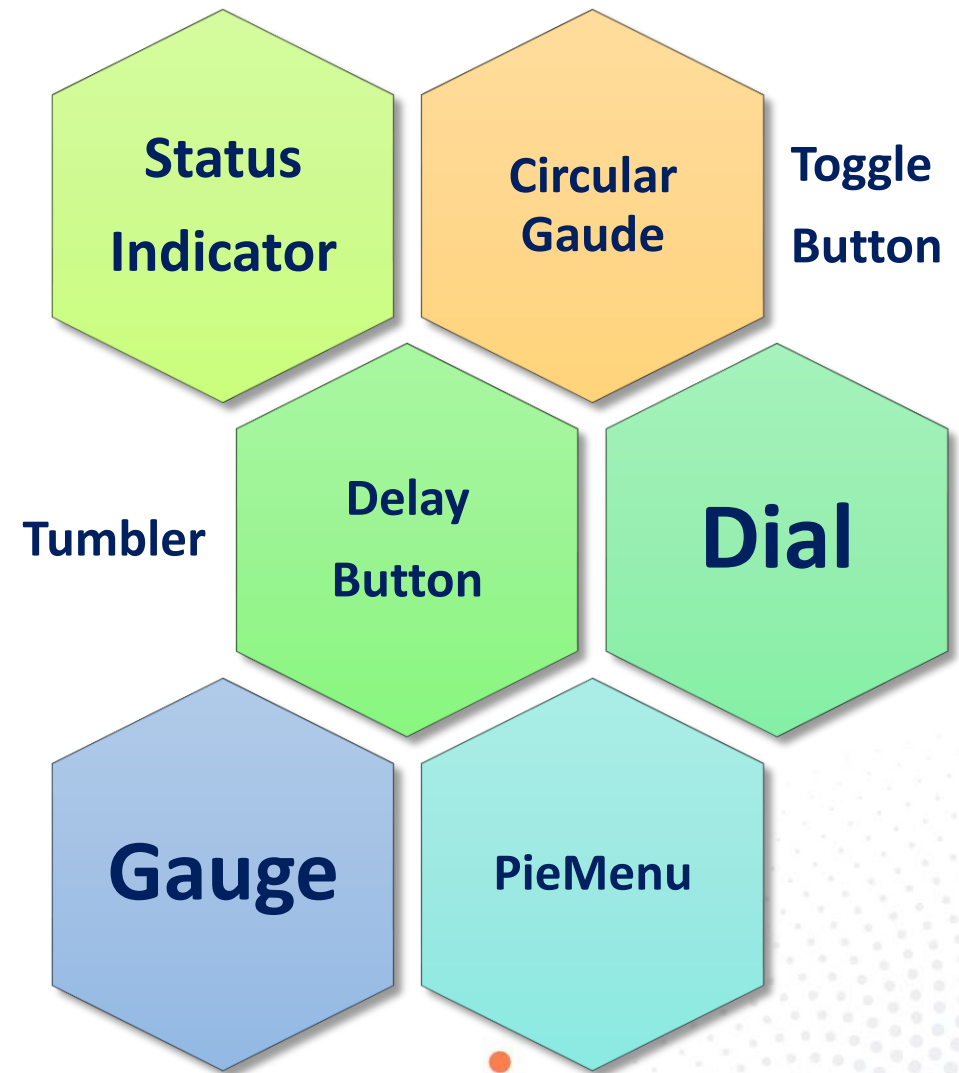 Status
Indicator
Circular
Gaude
Toggle
Button
Tumbler
Delay
Button
Dial
Gauge
PieMenu